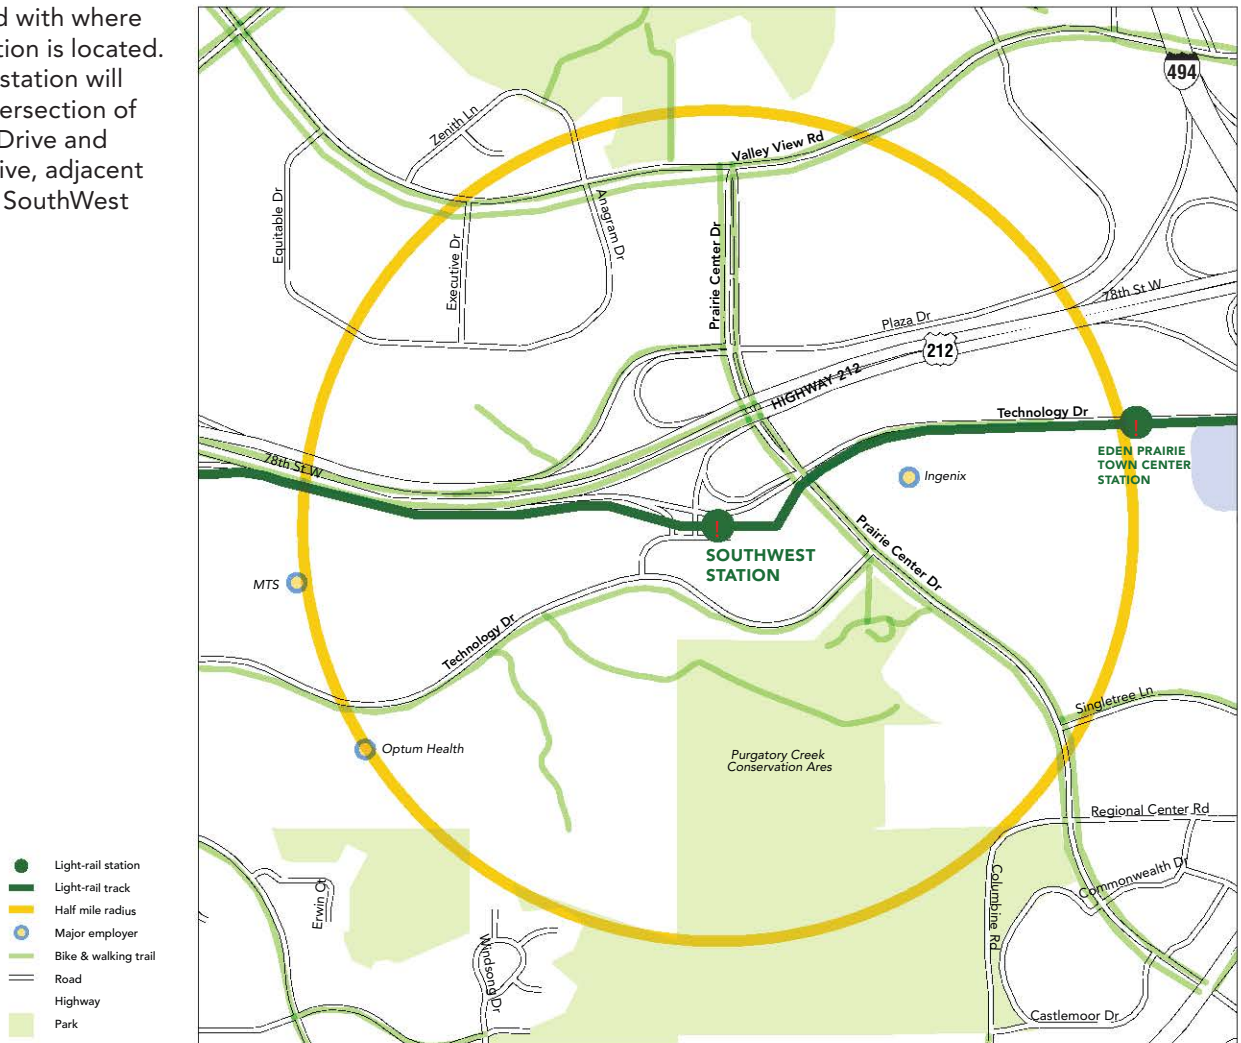 d with where
tion is located.
station will
ersection of
Drive and
ive, adjacent
SouthWest
494
Zenith Ln
Valley View Rd
Equitable Dr
Anagram Dr
Executive Dr
Prairie Center Dr
78th St W
Plaza Dr
212
HIGHWAY 212
Technology Dr
EDEN PRAIRIE
TOWN CENTER
STATION
78th St W
Ingenix
Prairie Center Dr
SOUTHWEST
STATION
MTS
Technology Dr
Singletree Ln
Optum Health
Purgatory Creek
Conservation Ares
Regional Center Rd
Commonwealth Dr
Columbine Rd
Erwin Ct
Windsong Dr
Castlemoor Dr
Light-rail station
Light-rail track
Half mile radius
Major employer
Bike & walking trail
Road
Highway
Park